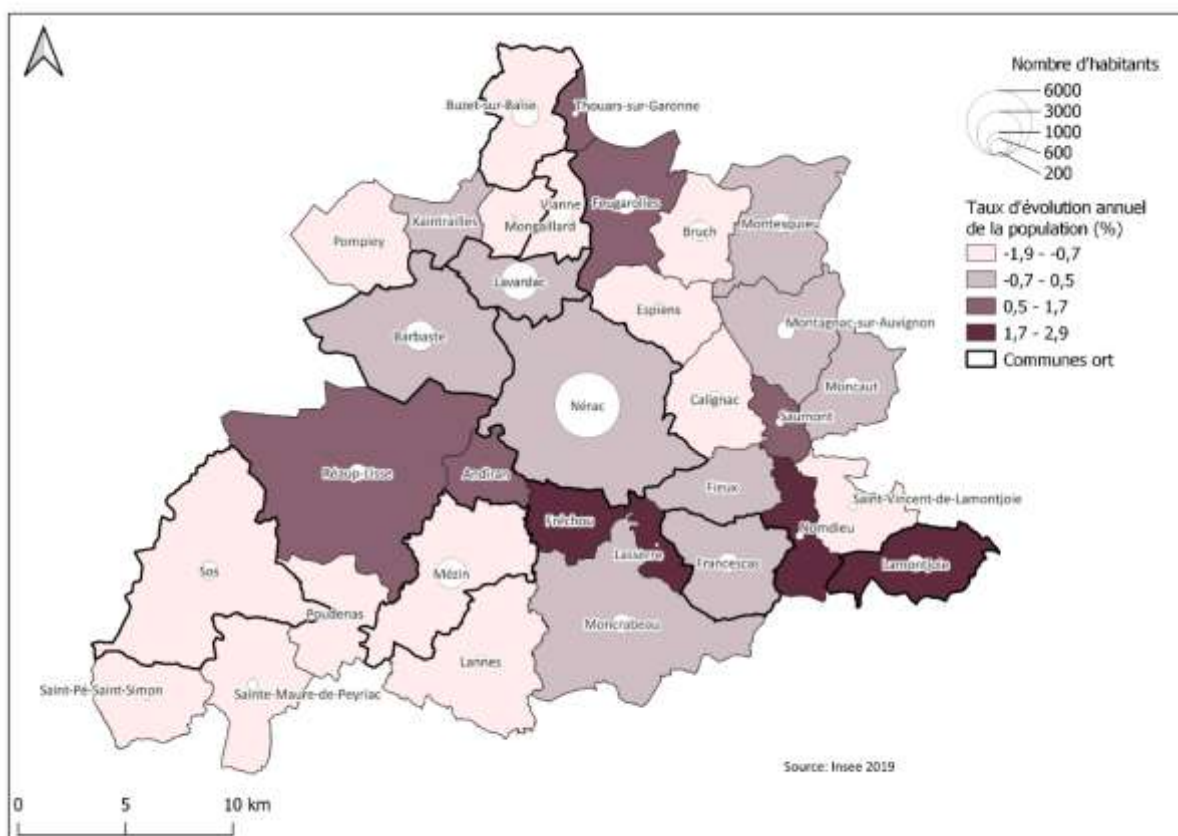 Nombre d'habitants
6000
3000
1000
600
200
Taux d'évolution annuel
de la population (%)
-1,9 - -0,7
-0,7 - 0,5
0,5 - 1,7
1,7 - 2,9
Communes ort
Buzet-sur-Baïse
Thouars-sur-Garonne
Xaintrailles
Vianne
Feugarolles
Mongaillard
Bruch
Montesquieu
Pompiey
Lavardac
Espiens
Montagnac-sur-Auvignon
Barbaste
Moncaut
Nérac
Calignac
Saumont
Réaup-Lisse
Andiran
Fieux
Saint-Vincent-de-Lamontjoie
Fréchou
Nomdieu
Lasserre
Francescas
Lamontjoie
Sos
Mézin
Poudenas
Moncrabeau
Lannes
Saint-Pé-Saint-Simon
Sainte-Maure-de-Peyriac
Source: Insee 2019
0 5 10 km